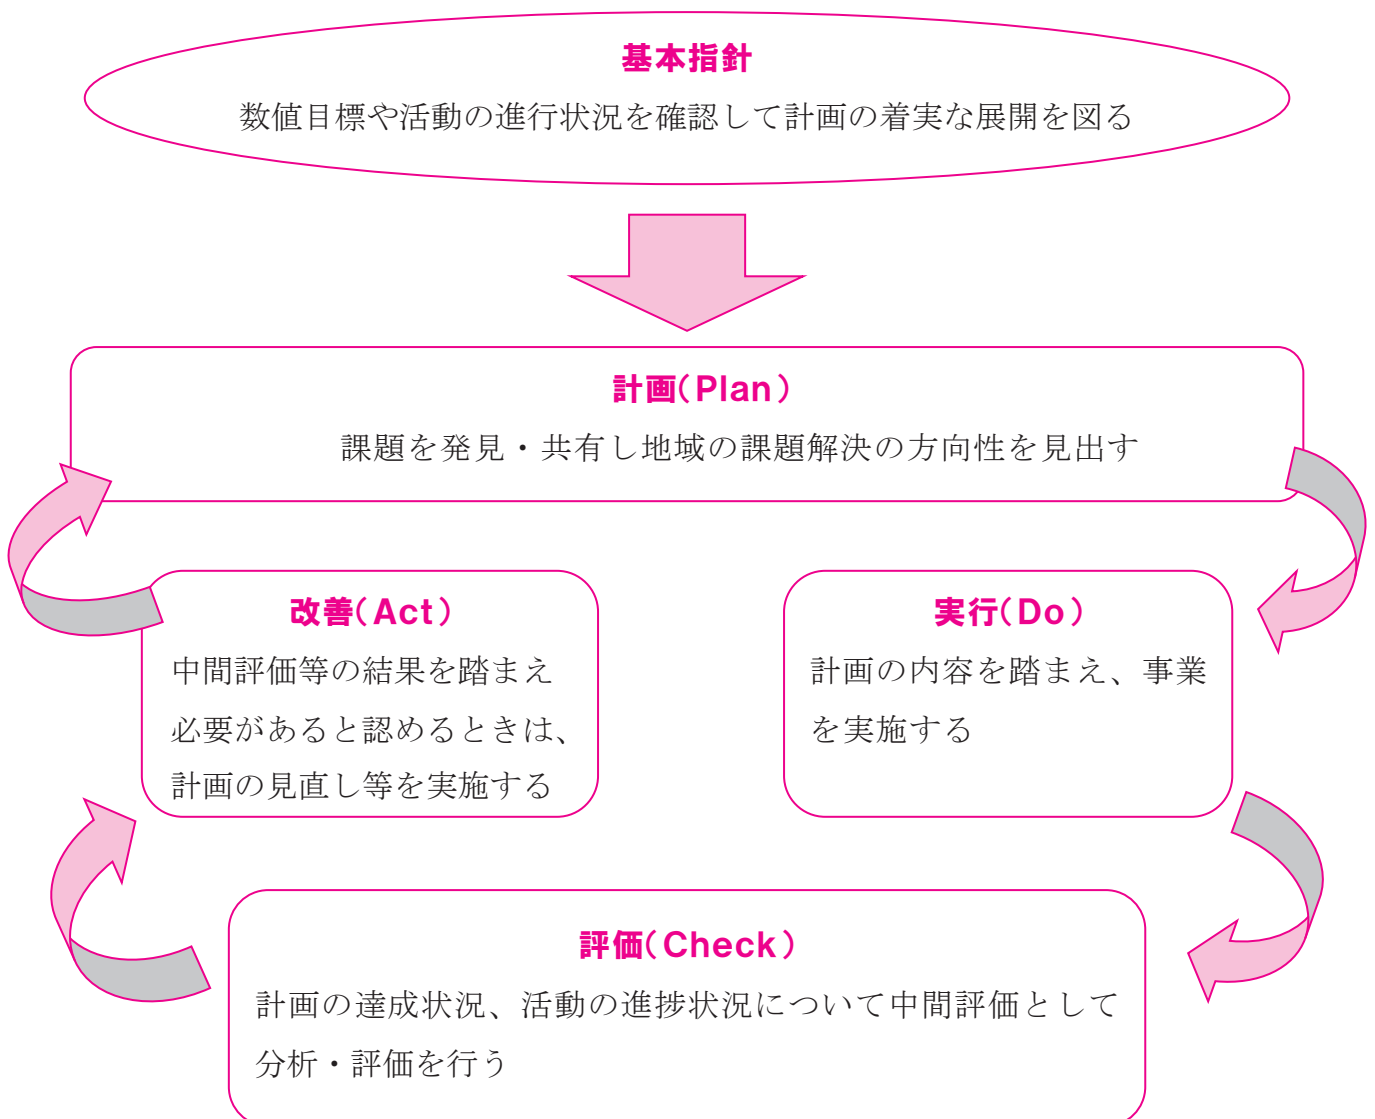 基本指針
数値目標や活動の進行状況を確認して計画の着実な展開を図る
計画(Plan)
課題を発見・共有し地域の課題解決の方向性を見出す
改善(Act)
中間評価等の結果を踏まえ
必要があると認めるときは、
計画の見直し等を実施する
実行(Do)
計画の内容を踏まえ、事業
を実施する
評価(Check)
計画の達成状況、活動の進捗状況について中間評価として
分析・評価を行う